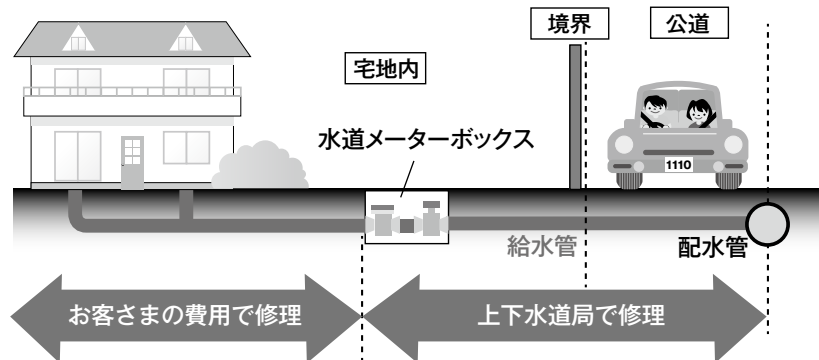 境界
公道
宅地内
水道メーターボックス
1110
給水管
配水管
お客さまの費用で修理
上下水道局で修理